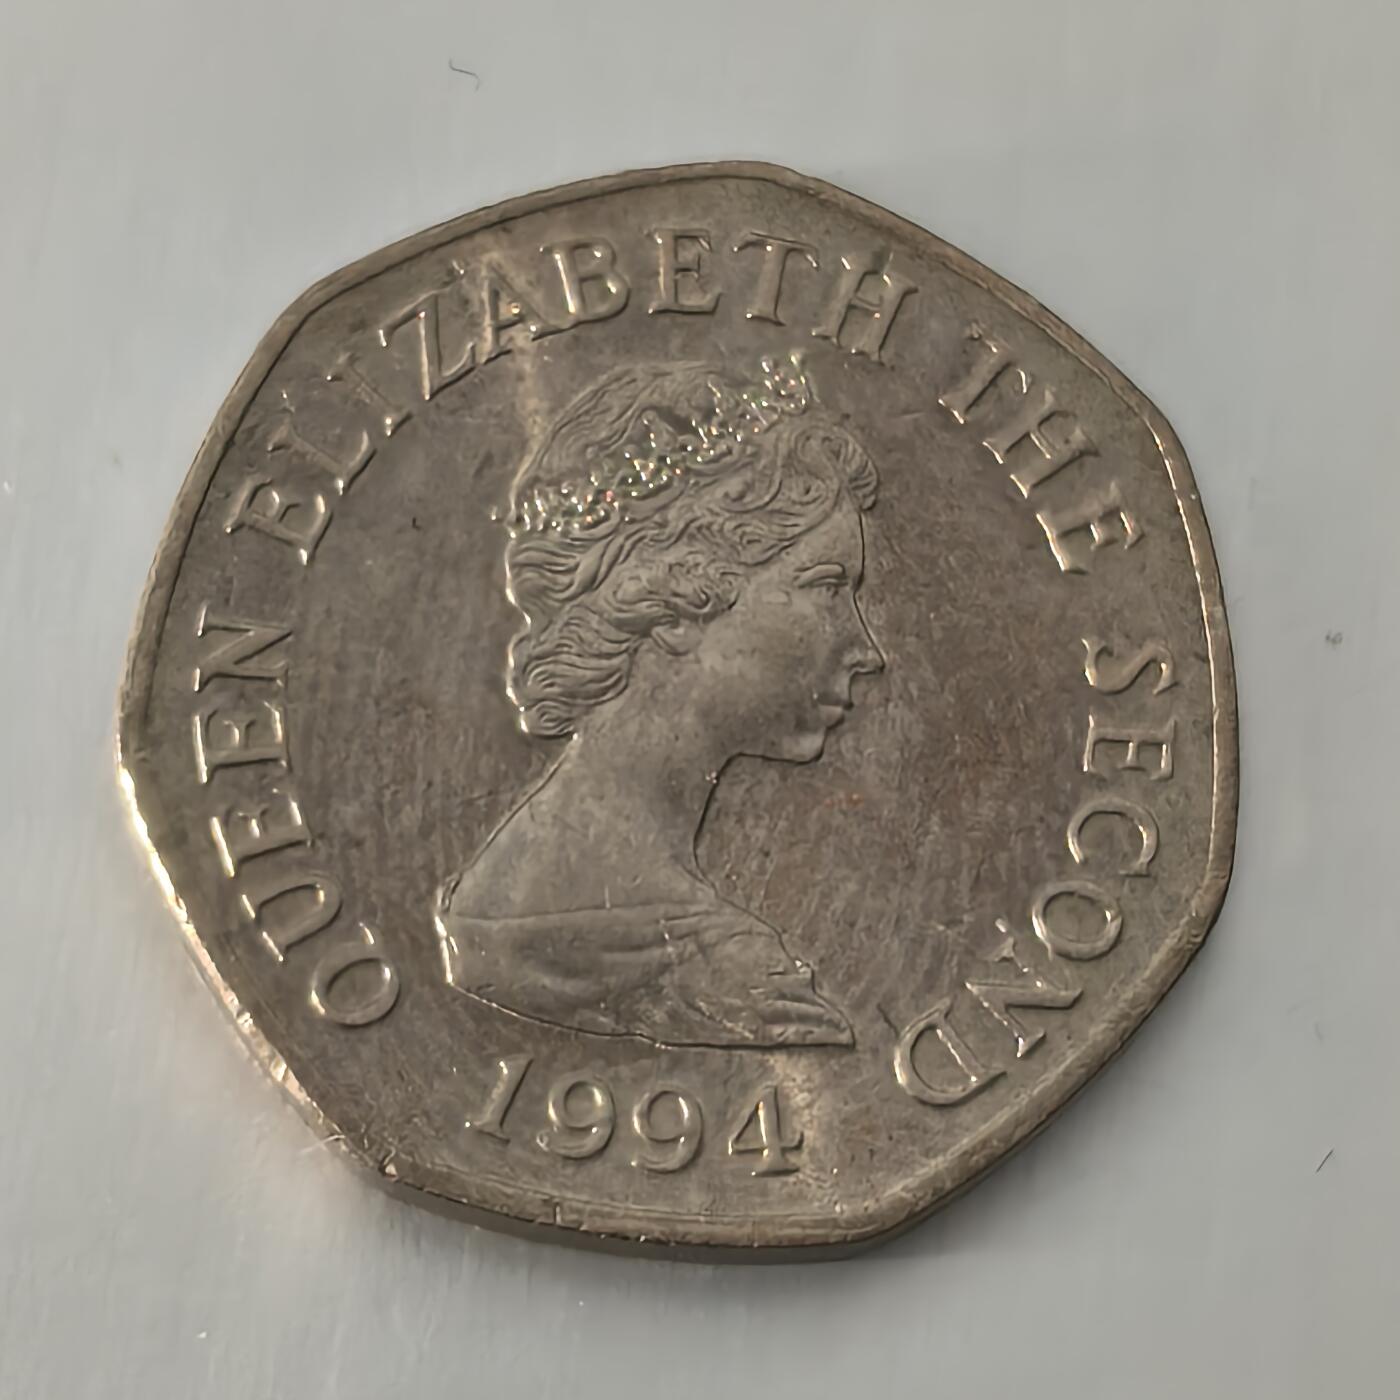 QUEEN ELIZABETH THE SECOND
1994